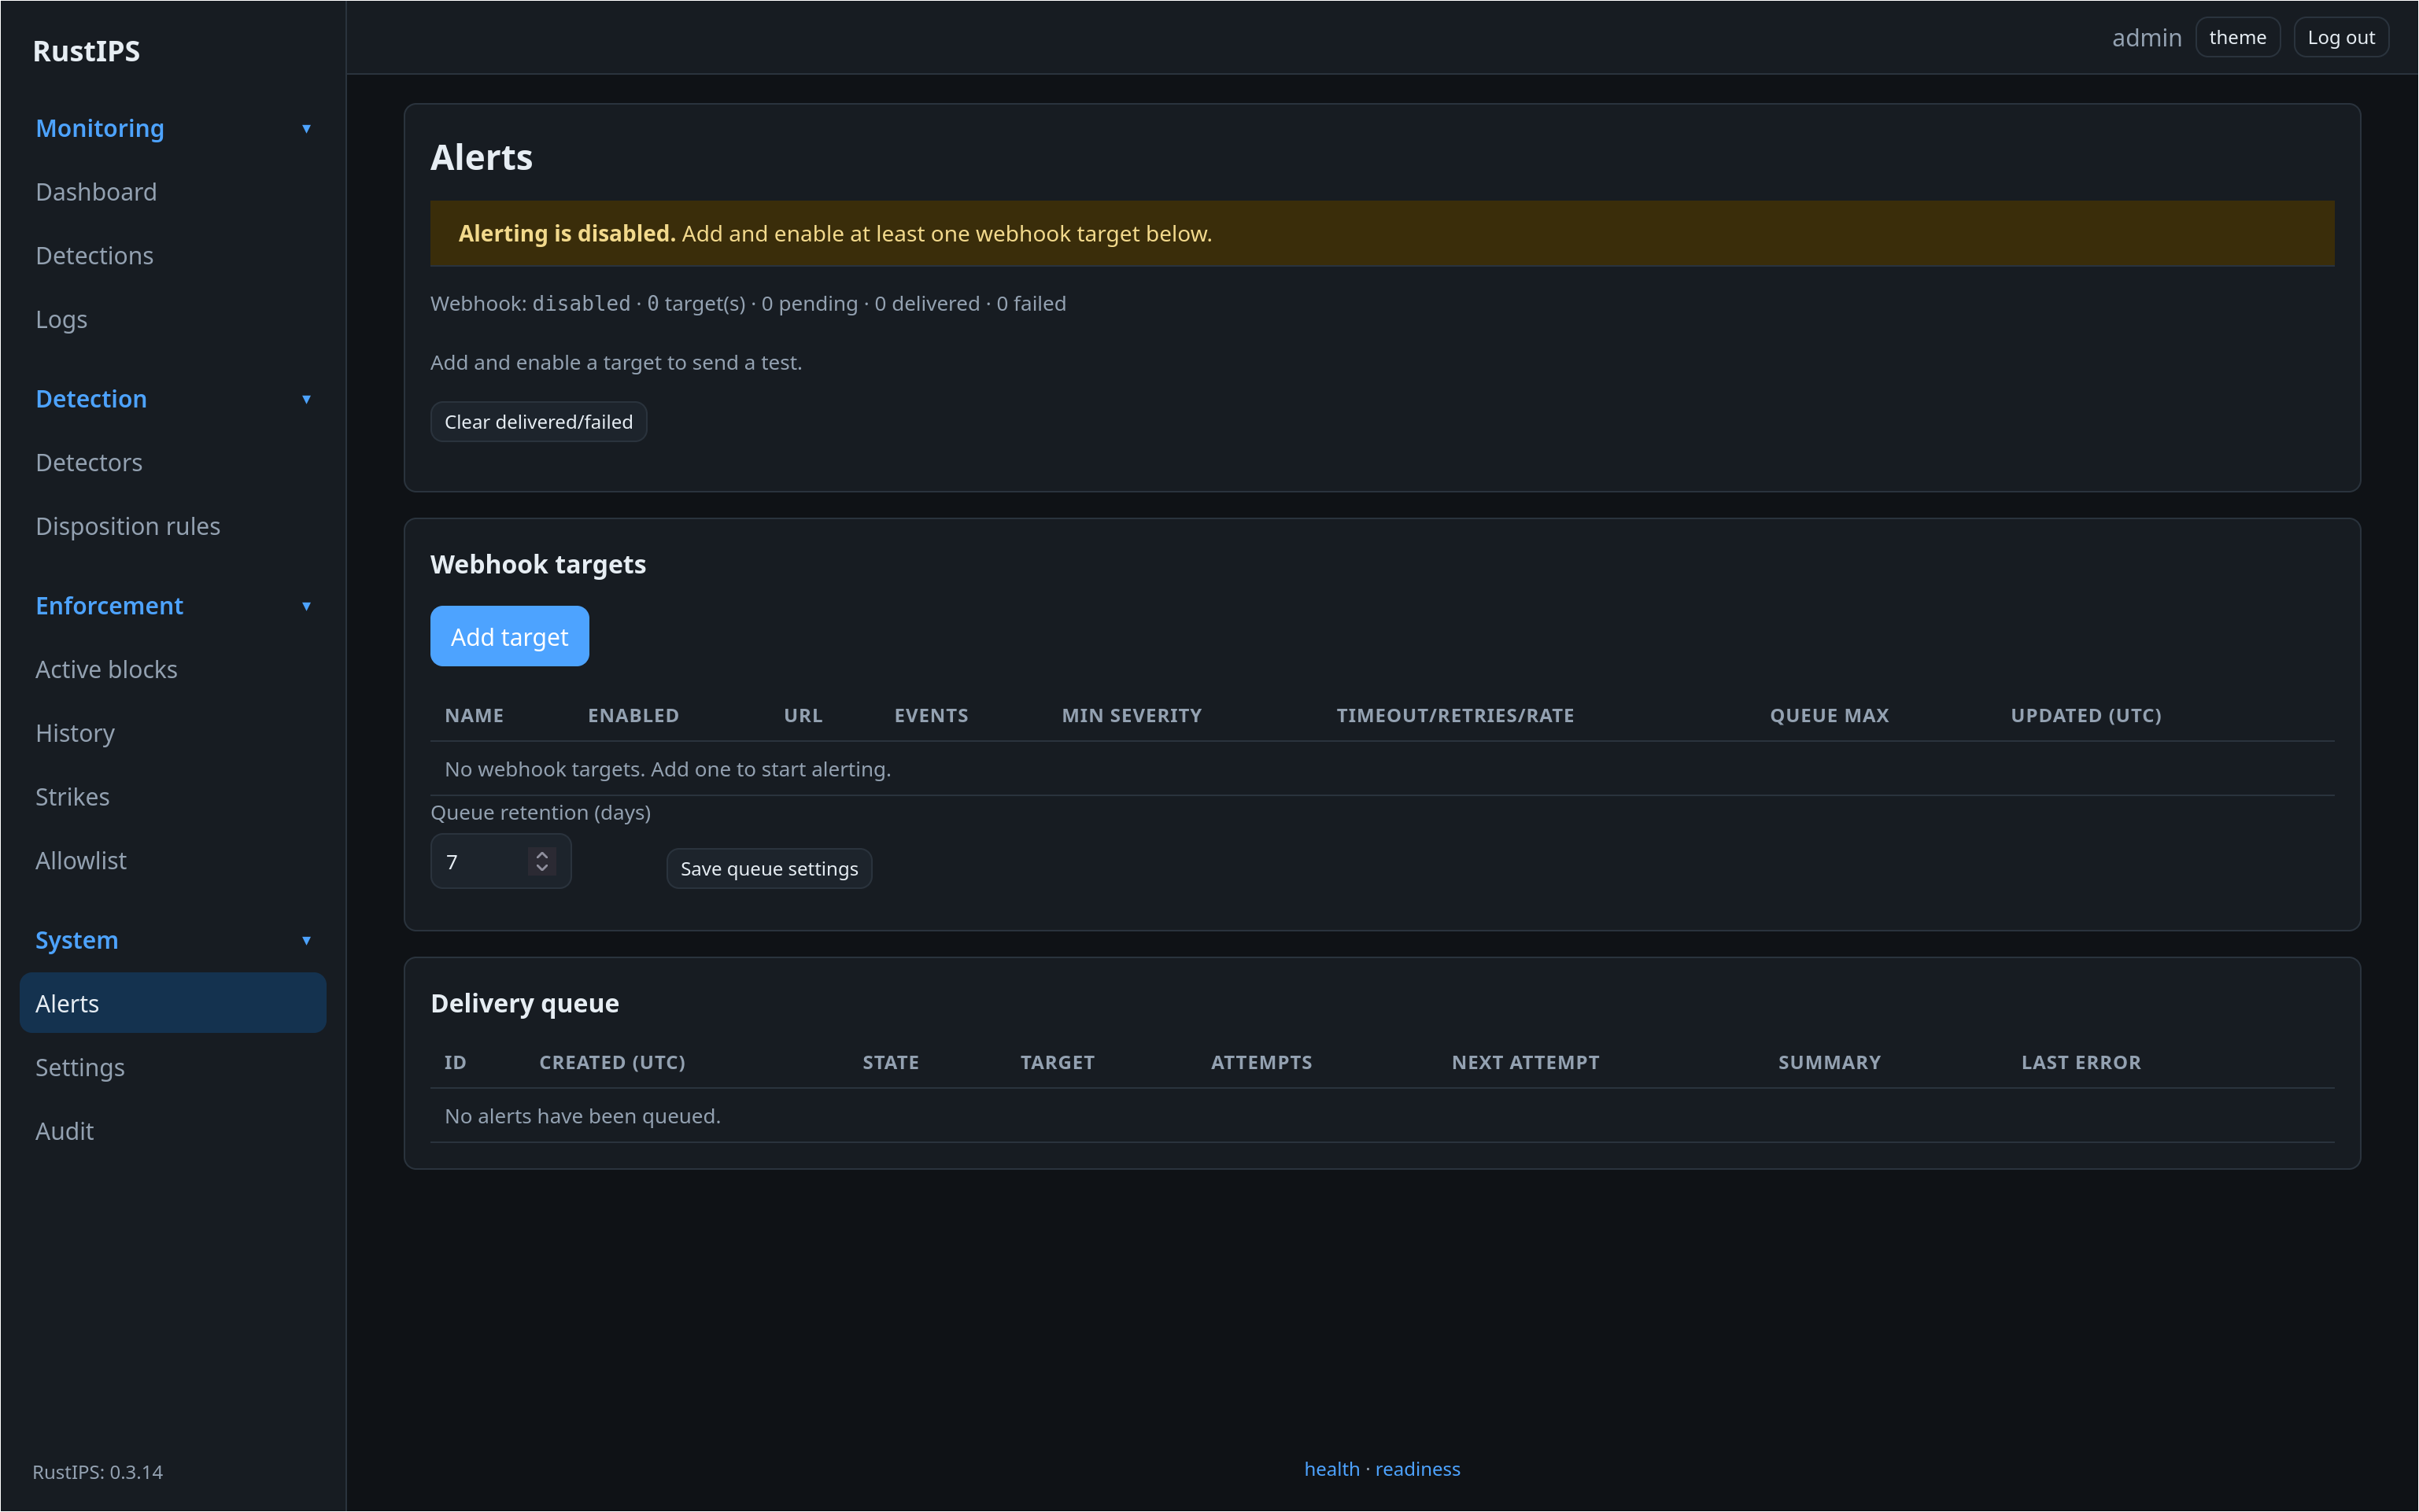 RustIPS
admin theme Log out
Monitoring ▾
Dashboard
Detections
Logs
Detection ▾
Detectors
Disposition rules
Enforcement ▾
Active blocks
History
Strikes
Allowlist
System ▾
Alerts
Settings
Audit
RustIPS: 0.3.14
Alerts
Alerting is disabled. Add and enable at least one webhook target below.
Webhook: disabled · 0 target(s) · 0 pending · 0 delivered · 0 failed
Add and enable a target to send a test.
Clear delivered/failed
Webhook targets
Add target
NAME ENABLED URL EVENTS MIN SEVERITY TIMEOUT/RETRIES/RATE QUEUE MAX UPDATED (UTC)
No webhook targets. Add one to start alerting.
Queue retention (days)
7 Save queue settings
Delivery queue
ID CREATED (UTC) STATE TARGET ATTEMPTS NEXT ATTEMPT SUMMARY LAST ERROR
No alerts have been queued.
health · readiness